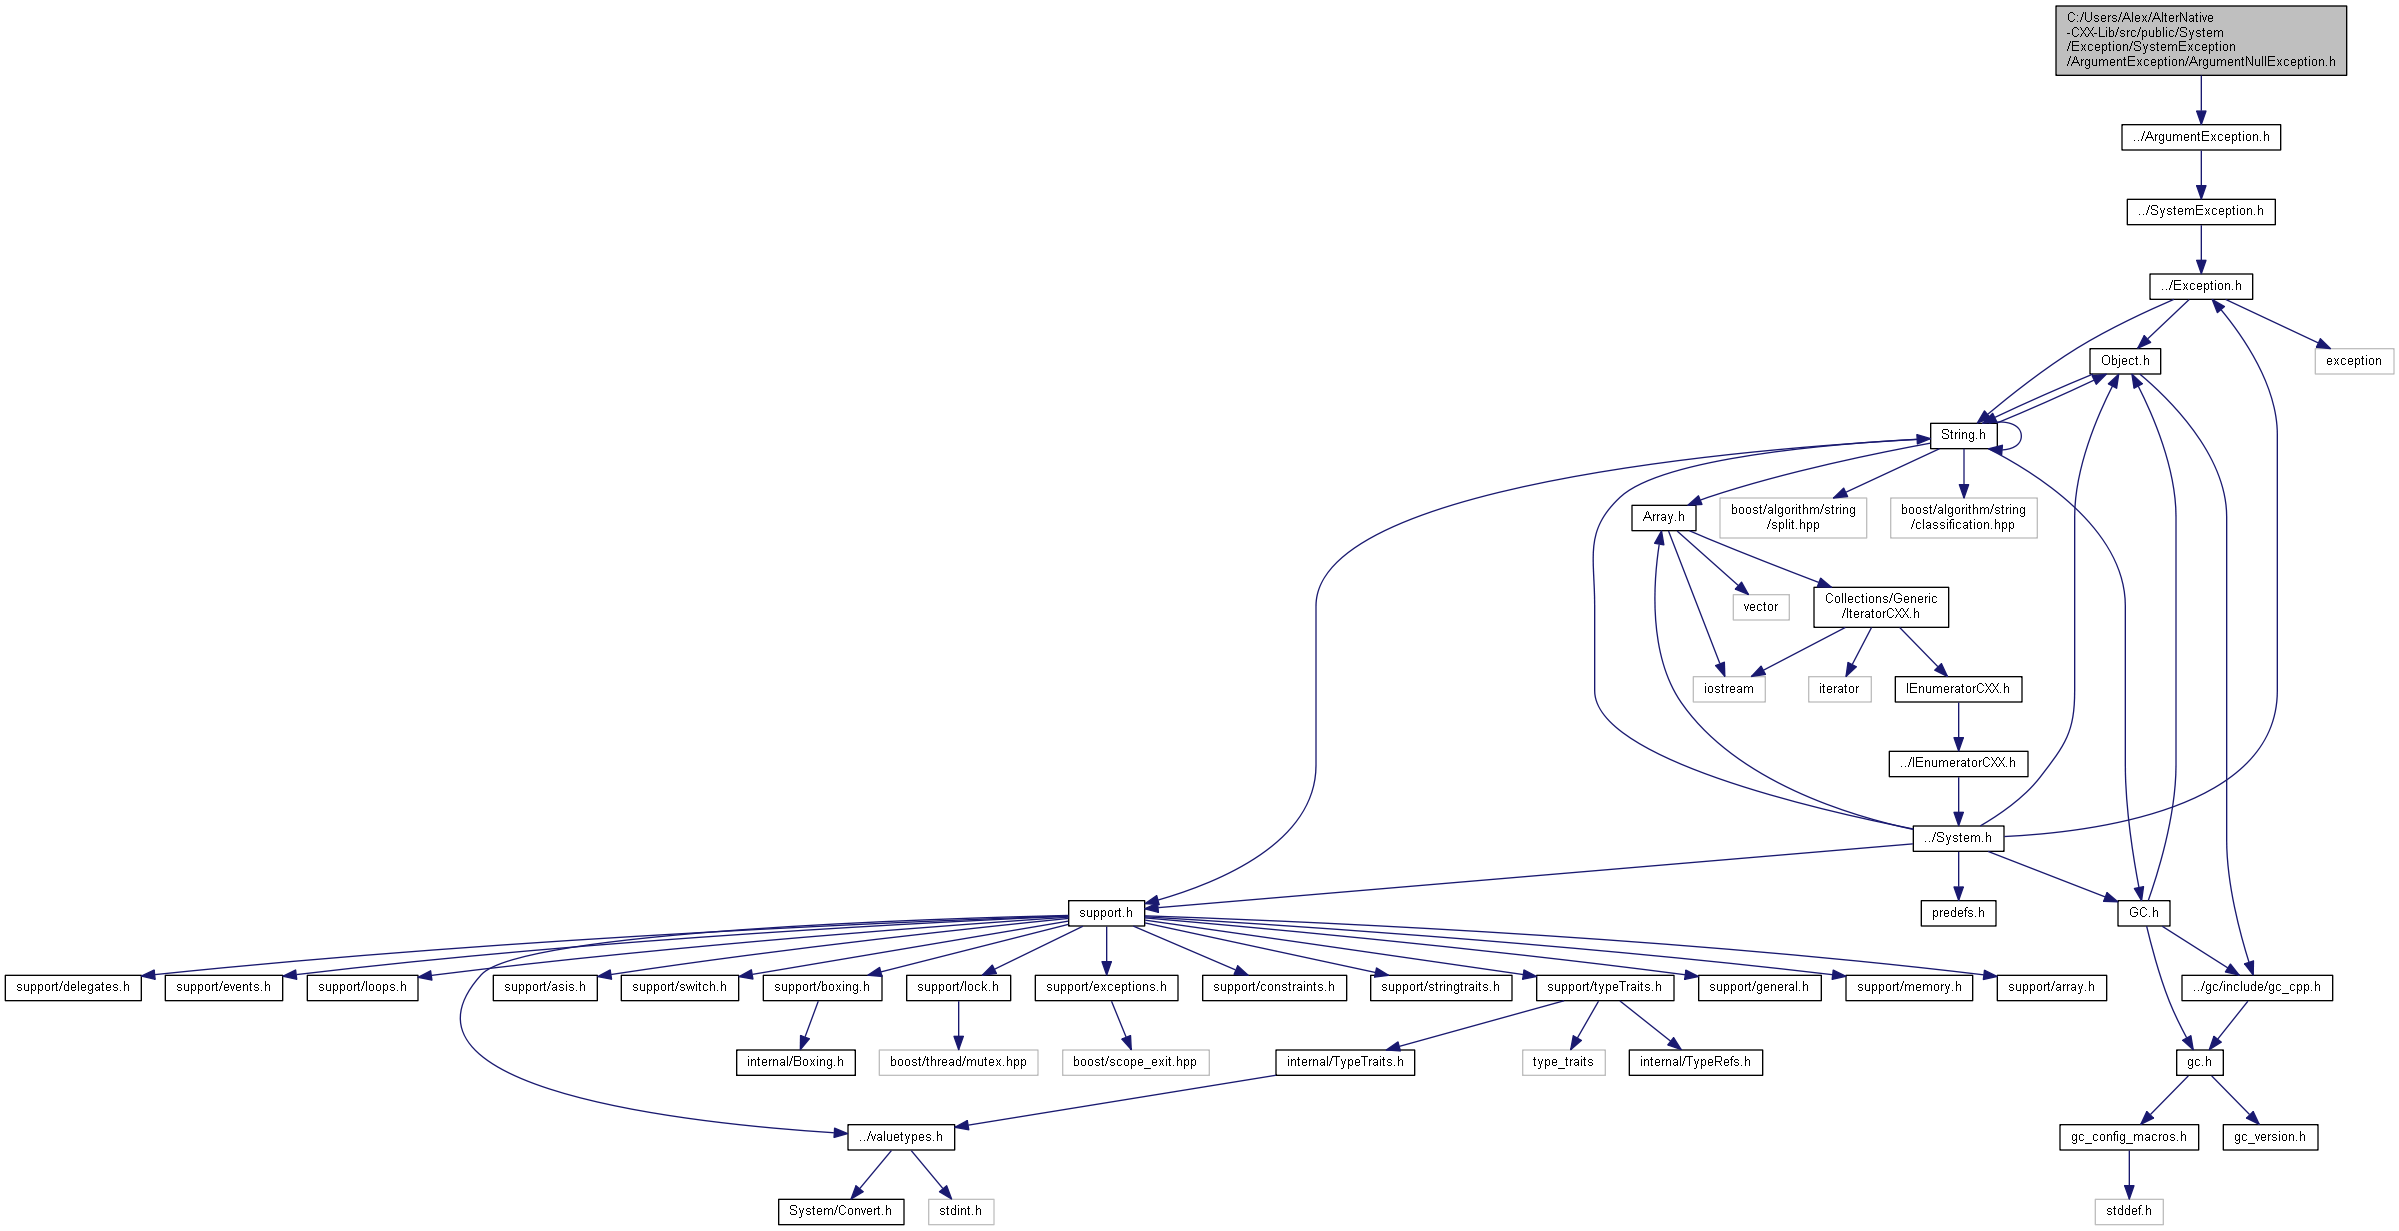 C:/Users/Alex/AlterNative
-CXX-Lib/src/public/System
/Exception/SystemException
/ArgumentException/ArgumentNullException.h
../ArgumentException.h
../SystemException.h
../Exception.h
Object.h
exception
String.h
Array.h
boost/algorithm/string
/split.hpp
boost/algorithm/string
/classification.hpp
vector
Collections/Generic
/IteratorCXX.h
iostream
iterator
IEnumeratorCXX.h
../IEnumeratorCXX.h
../System.h
support.h
predefs.h
GC.h
support/delegates.h
support/events.h
support/loops.h
support/asis.h
support/switch.h
support/boxing.h
support/lock.h
support/exceptions.h
support/constraints.h
support/stringtraits.h
support/typeTraits.h
support/general.h
support/memory.h
support/array.h
../gc/include/gc_cpp.h
internal/Boxing.h
boost/thread/mutex.hpp
boost/scope_exit.hpp
internal/TypeTraits.h
type_traits
internal/TypeRefs.h
gc.h
../valuetypes.h
gc_config_macros.h
gc_version.h
System/Convert.h
stdint.h
stddef.h